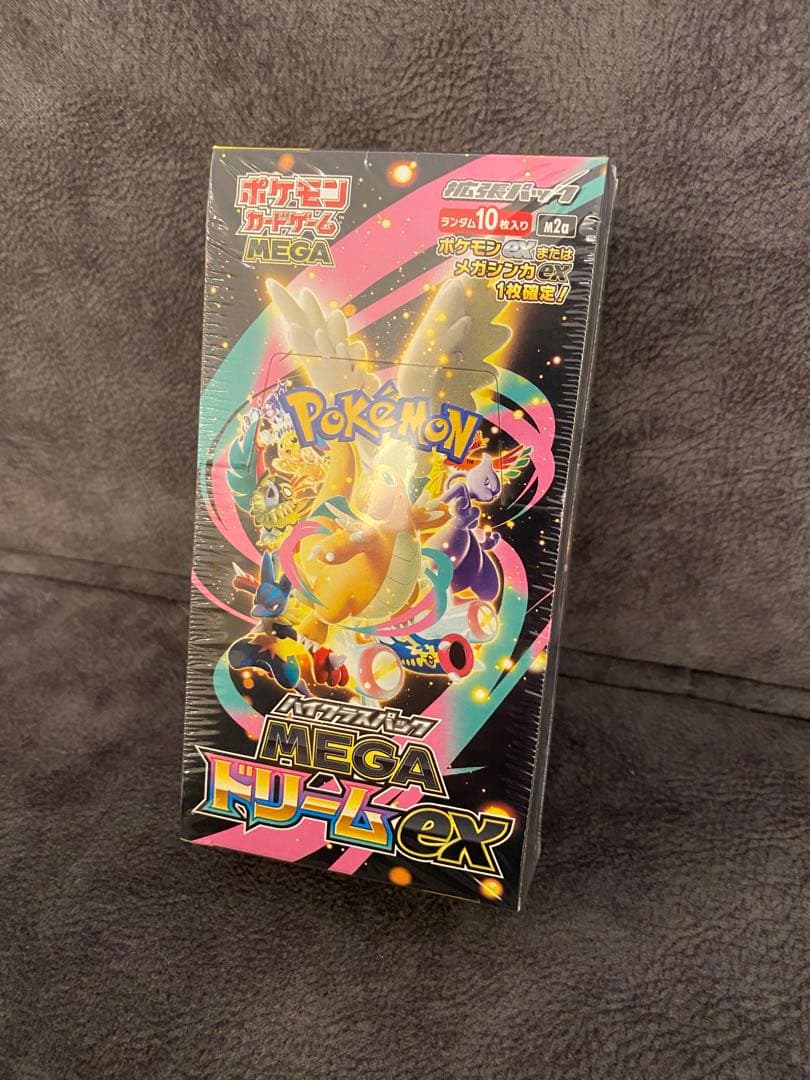 ポケモン
カードゲーム
MEGA
拡張パック
ランダム10枚入り M2a
ポケモンexまたは
メガシンカex
1枚確定!
POKéMON
TM
ハイクラスパック
MEGA
ドリームex